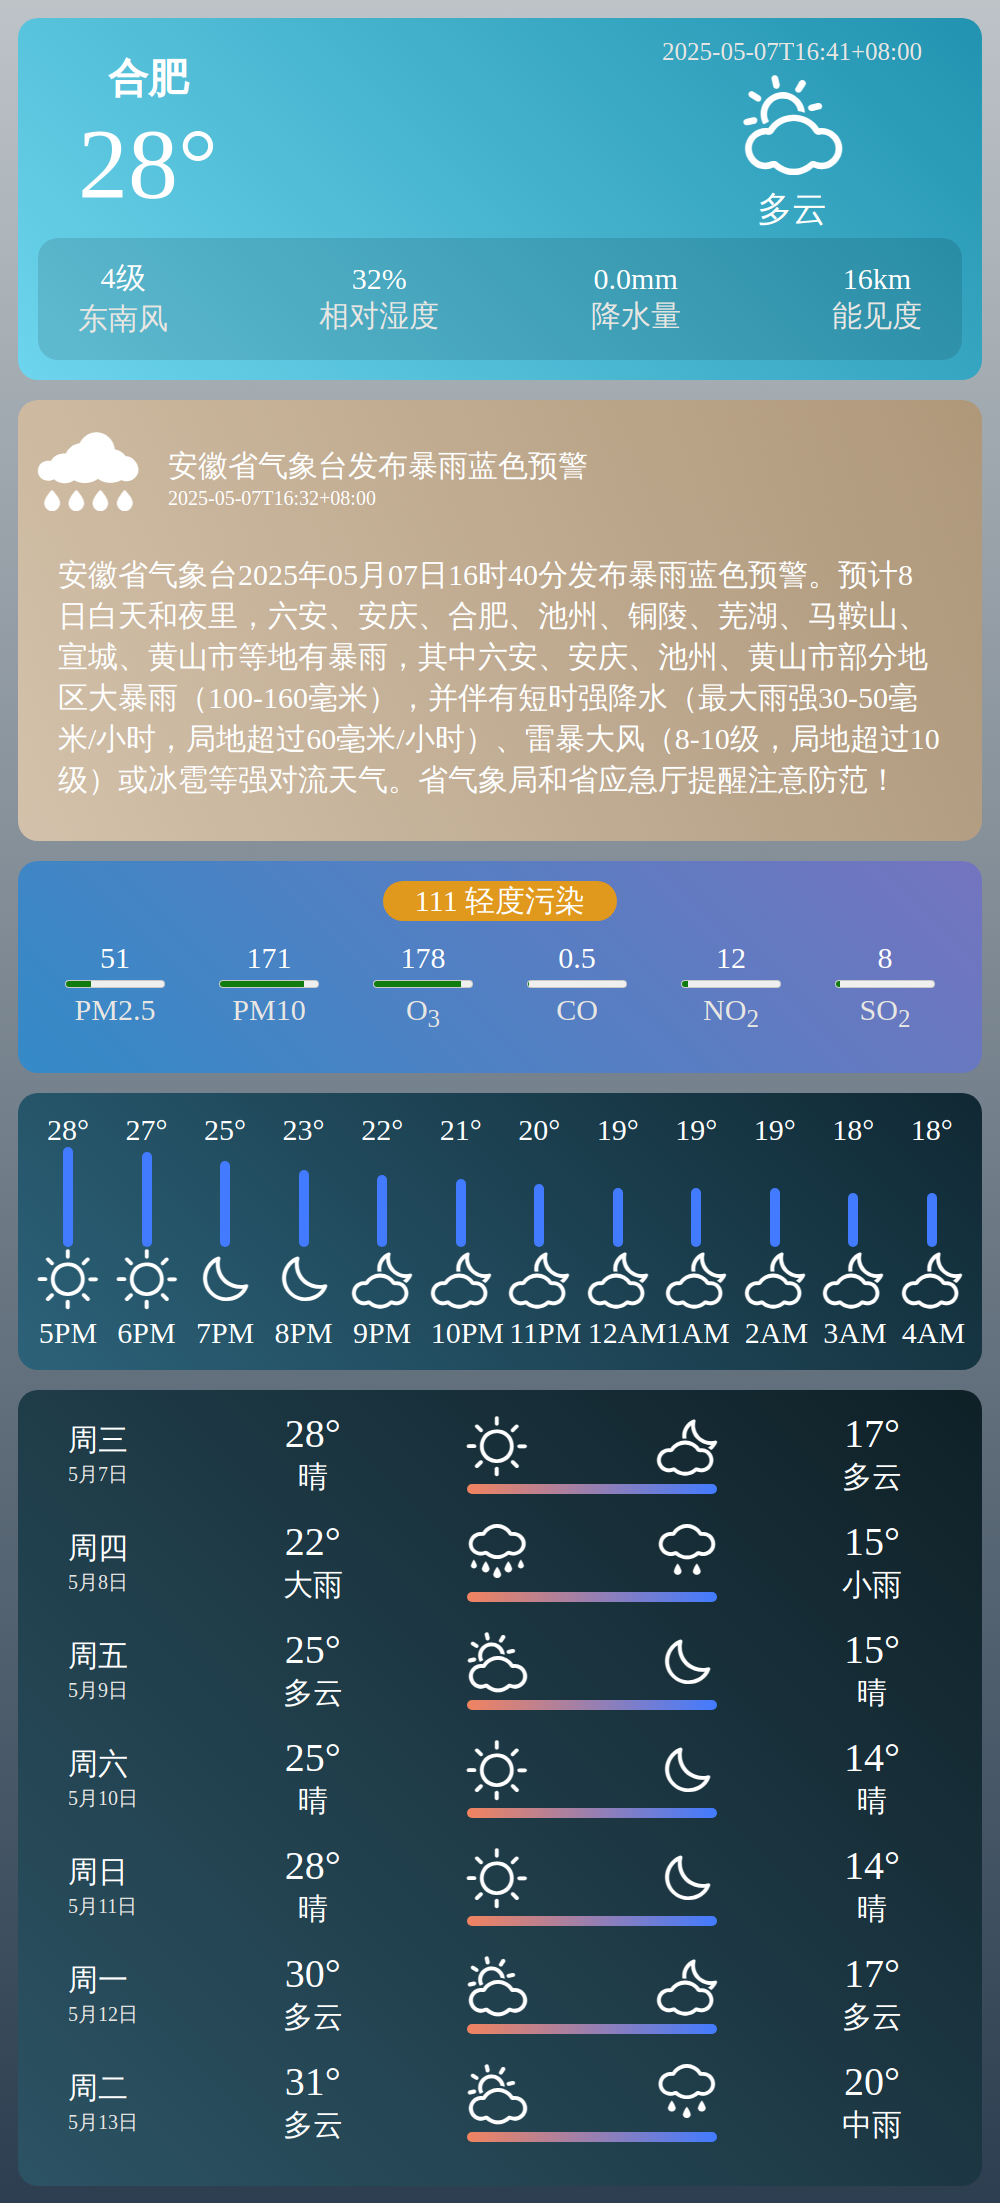 合肥
2025-05-07T16:41+08:00
28°
多云
4级 32% 0.0mm 16km
东南风 相对湿度 降水量 能见度
安徽省气象台发布暴雨蓝色预警
2025-05-07T16:32+08:00
安徽省气象台2025年05月07日16时40分发布暴雨蓝色预警。预计8
日白天和夜里，六安、安庆、合肥、池州、铜陵、芜湖、马鞍山、
宣城、黄山市等地有暴雨，其中六安、安庆、池州、黄山市部分地
区大暴雨（100-160毫米），并伴有短时强降水（最大雨强30-50毫
米/小时，局地超过60毫米/小时）、雷暴大风（8-10级，局地超过10
级）或冰雹等强对流天气。省气象局和省应急厅提醒注意防范！
111 轻度污染
51 171 178 0.5 12 8
PM2.5 PM10 O3 CO NO2 SO2
28° 27° 25° 23° 22° 21° 20° 19° 19° 19° 18° 18°
5PM 6PM 7PM 8PM 9PM 10PM 11PM 12AM 1AM 2AM 3AM 4AM
周三 28° 17°
5月7日 晴 多云
周四 22° 15°
5月8日 大雨 小雨
周五 25° 15°
5月9日 多云 晴
周六 25° 14°
5月10日 晴 晴
周日 28° 14°
5月11日 晴 晴
周一 30° 17°
5月12日 多云 多云
周二 31° 20°
5月13日 多云 中雨